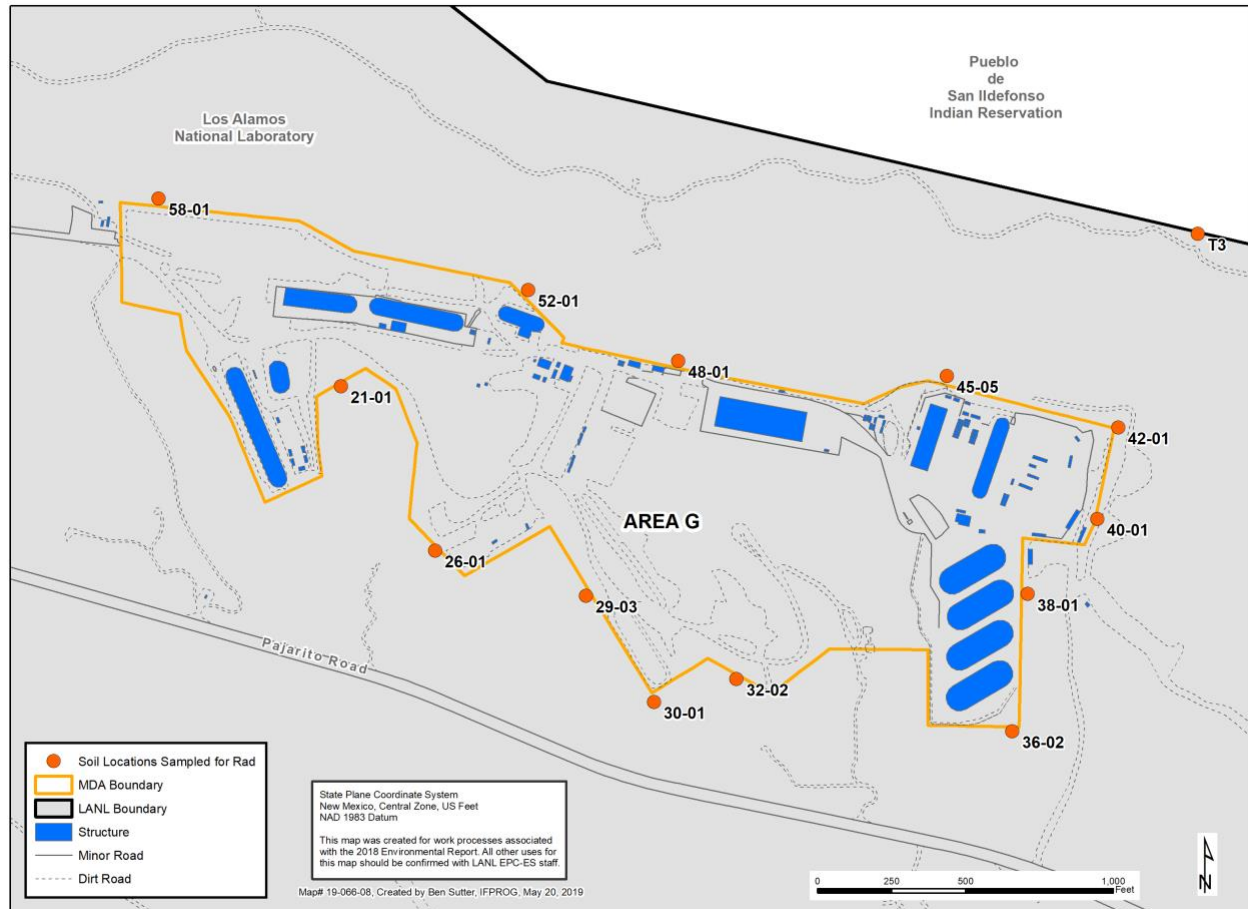 Pueblo
de
San Ildefonso
Indian Reservation
Los Alamos
National Laboratory
58-01
T3
52-01
48-01
45-05
21-01
42-01
AREA G
40-01
26-01
38-01
29-03
Pajarito Road
32-02
30-01
36-02
Soil Locations Sampled for Rad
MDA Boundary
LANL Boundary
Structure
Minor Road
Dirt Road
State Plane Coordinate System
New Mexico, Central Zone, US Feet
NAD 1983 Datum
This map was created for work processes associated
with the 2018 Environmental Report. All other uses for
this map should be confirmed with LANL EPC-ES staff.
Map# 19-066-08, Created by Ben Sutter, IFPROG, May 20, 2019
0 250 500 1,000
Feet
N